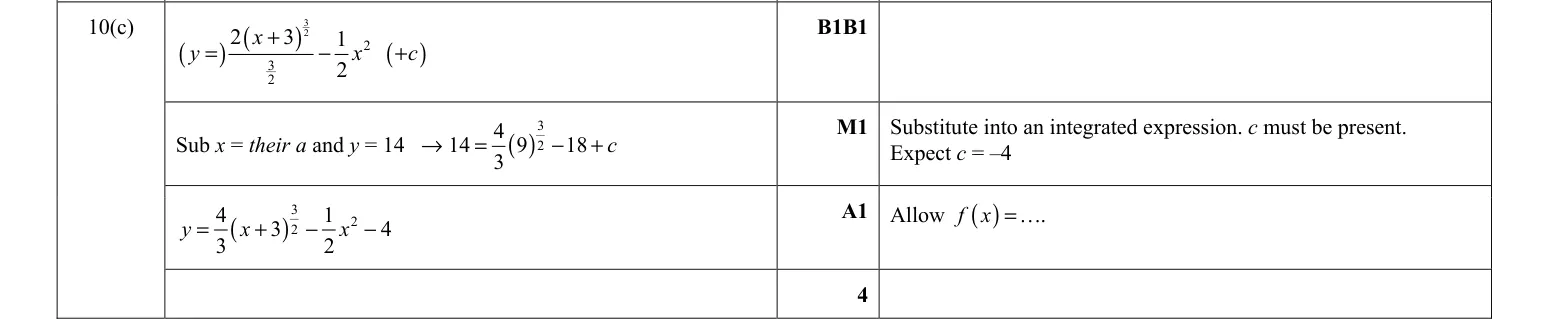 10(c) (y=) 2(x+3)^{3/2} / (3/2) − 1/2 x² (+c) B1B1
Sub x = their a and y = 14 → 14 = 4/3 (9)^{3/2} − 18 + c M1 Substitute into an integrated expression. c must be present.
Expect c = –4
y = 4/3 (x+3)^{3/2} − 1/2 x² − 4 A1 Allow f(x) = ….
4